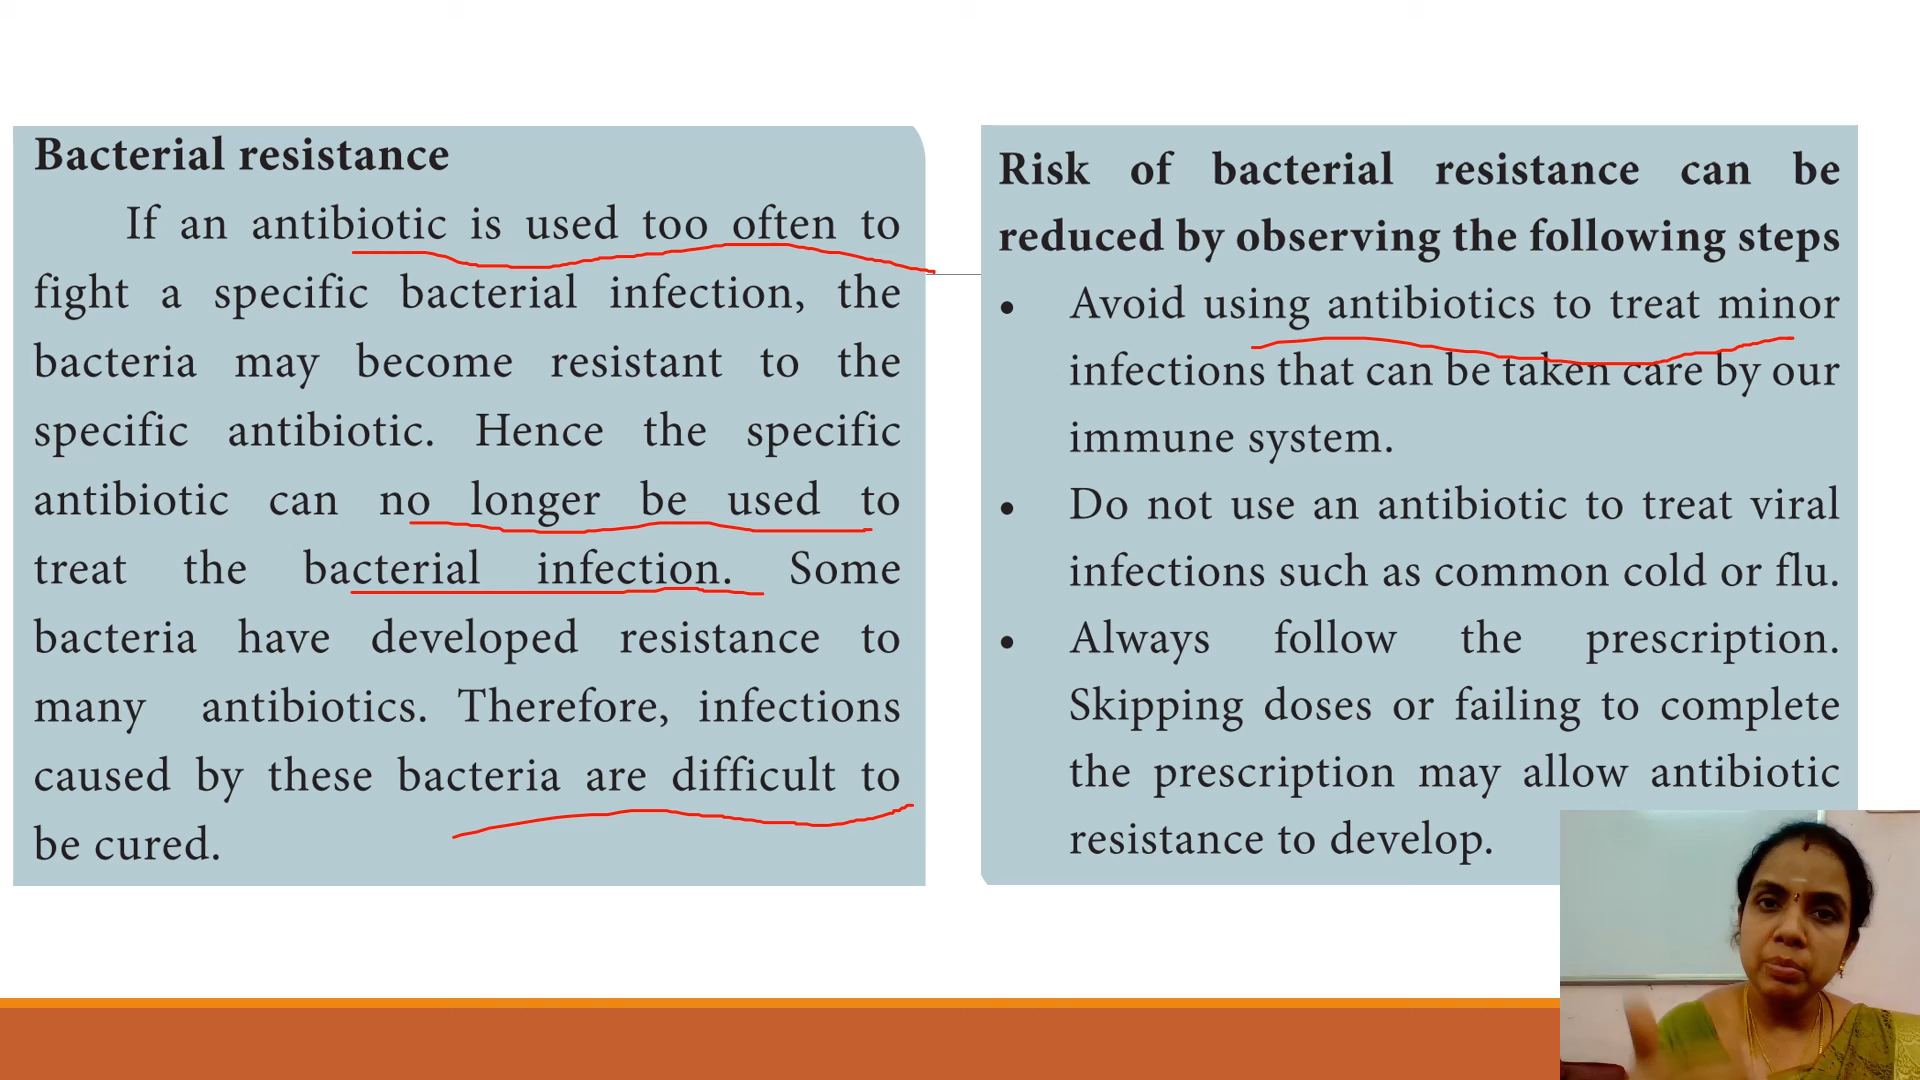 Bacterial resistance
If an antibiotic is used too often to
fight a specific bacterial infection, the
bacteria may become resistant to the
specific antibiotic. Hence the specific
antibiotic can no longer be used to
treat the bacterial infection. Some
bacteria have developed resistance to
many antibiotics. Therefore, infections
caused by these bacteria are difficult to
be cured.
Risk of bacterial resistance can be
reduced by observing the following steps
• Avoid using antibiotics to treat minor
infections that can be taken care by our
immune system.
• Do not use an antibiotic to treat viral
infections such as common cold or flu.
• Always follow the prescription.
Skipping doses or failing to complete
the prescription may allow antibiotic
resistance to develop.